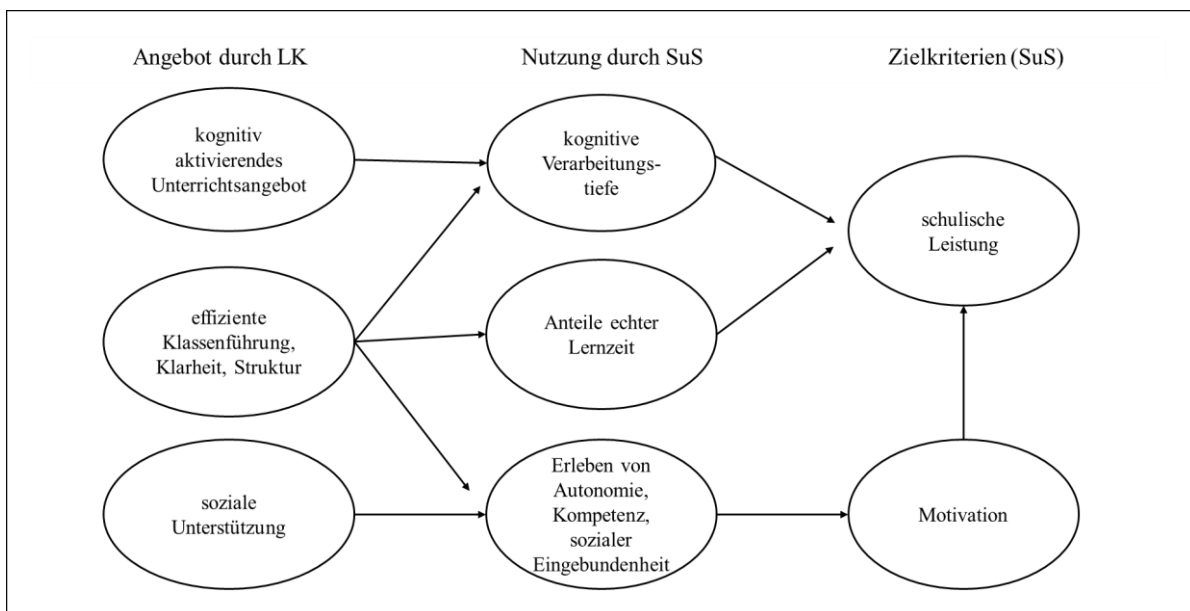 Angebot durch LK
Nutzung durch SuS
Zielkriterien (SuS)
kognitiv
aktivierendes
Unterrichtsangebot
kognitive
Verarbeitungs-
tiefe
schulische
Leistung
effiziente
Klassenführung,
Klarheit, Struktur
Anteile echter
Lernzeit
soziale
Unterstützung
Erleben von
Autonomie,
Kompetenz,
sozialer
Eingebundenheit
Motivation